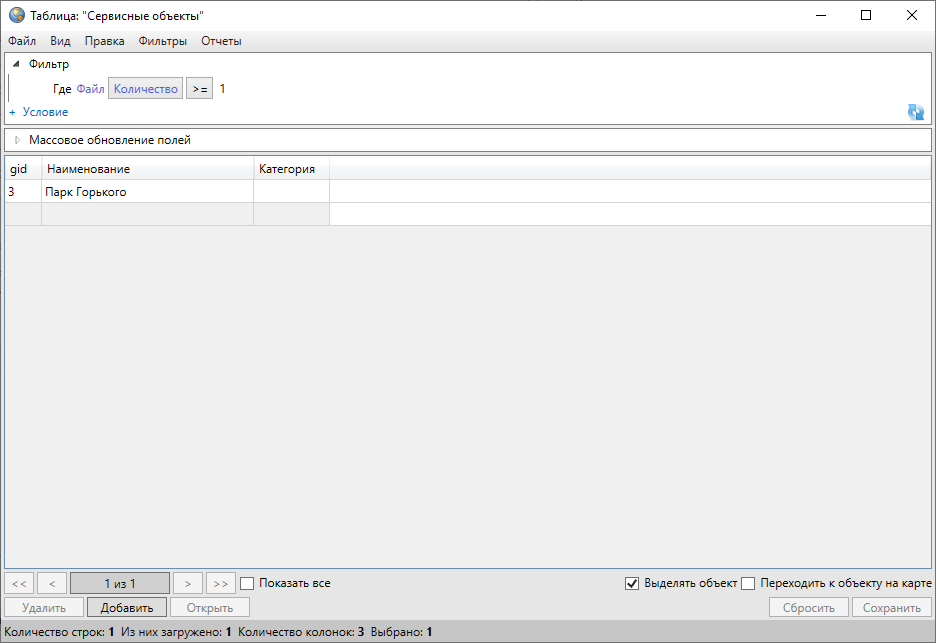 Таблица: "Сервисные объекты"
Файл Вид Правка Фильтры Отчеты
Фильтр
Где Файл Количество >= 1
+ Условие
Массовое обновление полей
gid Наименование Категория
3 Парк Горького
<< < 1 из 1 > >> Показать все Выделять объект Переходить к объекту на карте
Удалить Добавить Открыть Сбросить Сохранить
Количество строк: 1 Из них загружено: 1 Количество колонок: 3 Выбрано: 1